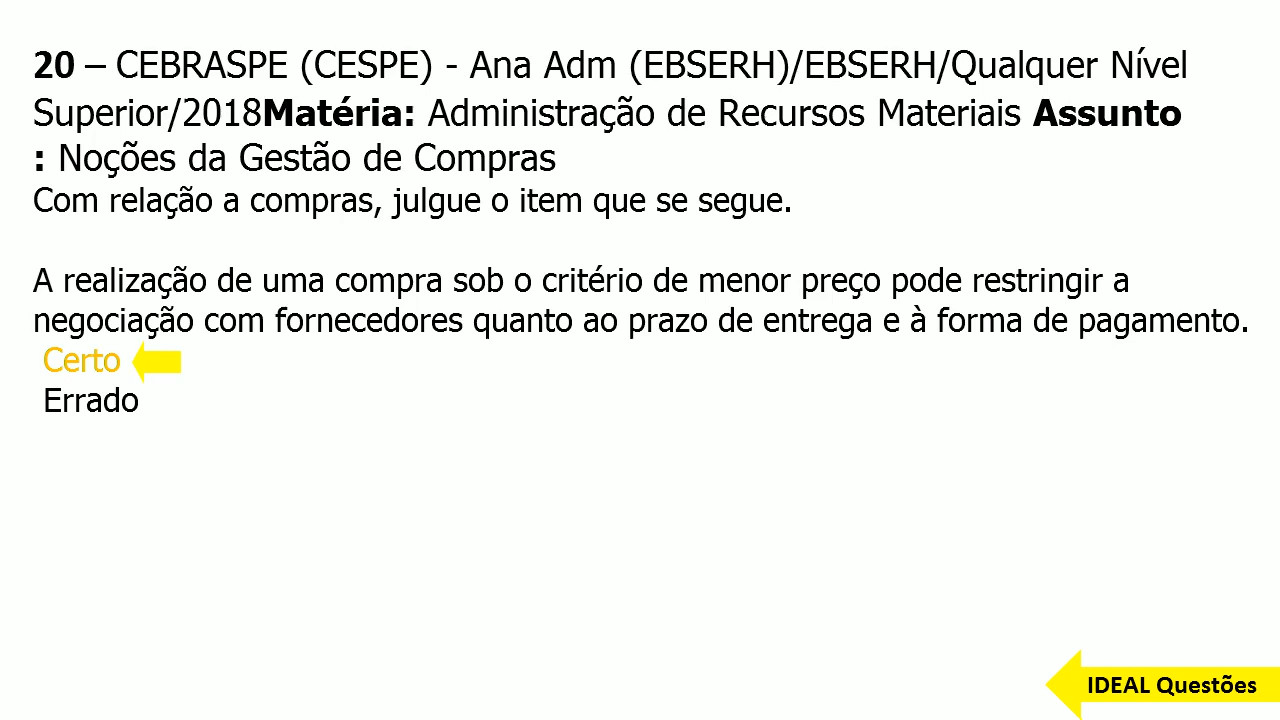 20 – CEBRASPE (CESPE) - Ana Adm (EBSERH)/EBSERH/Qualquer Nível
Superior/2018Matéria: Administração de Recursos Materiais Assunto
: Noções da Gestão de Compras
Com relação a compras, julgue o item que se segue.
A realização de uma compra sob o critério de menor preço pode restringir a
negociação com fornecedores quanto ao prazo de entrega e à forma de pagamento.
Certo
Errado
IDEAL Questões